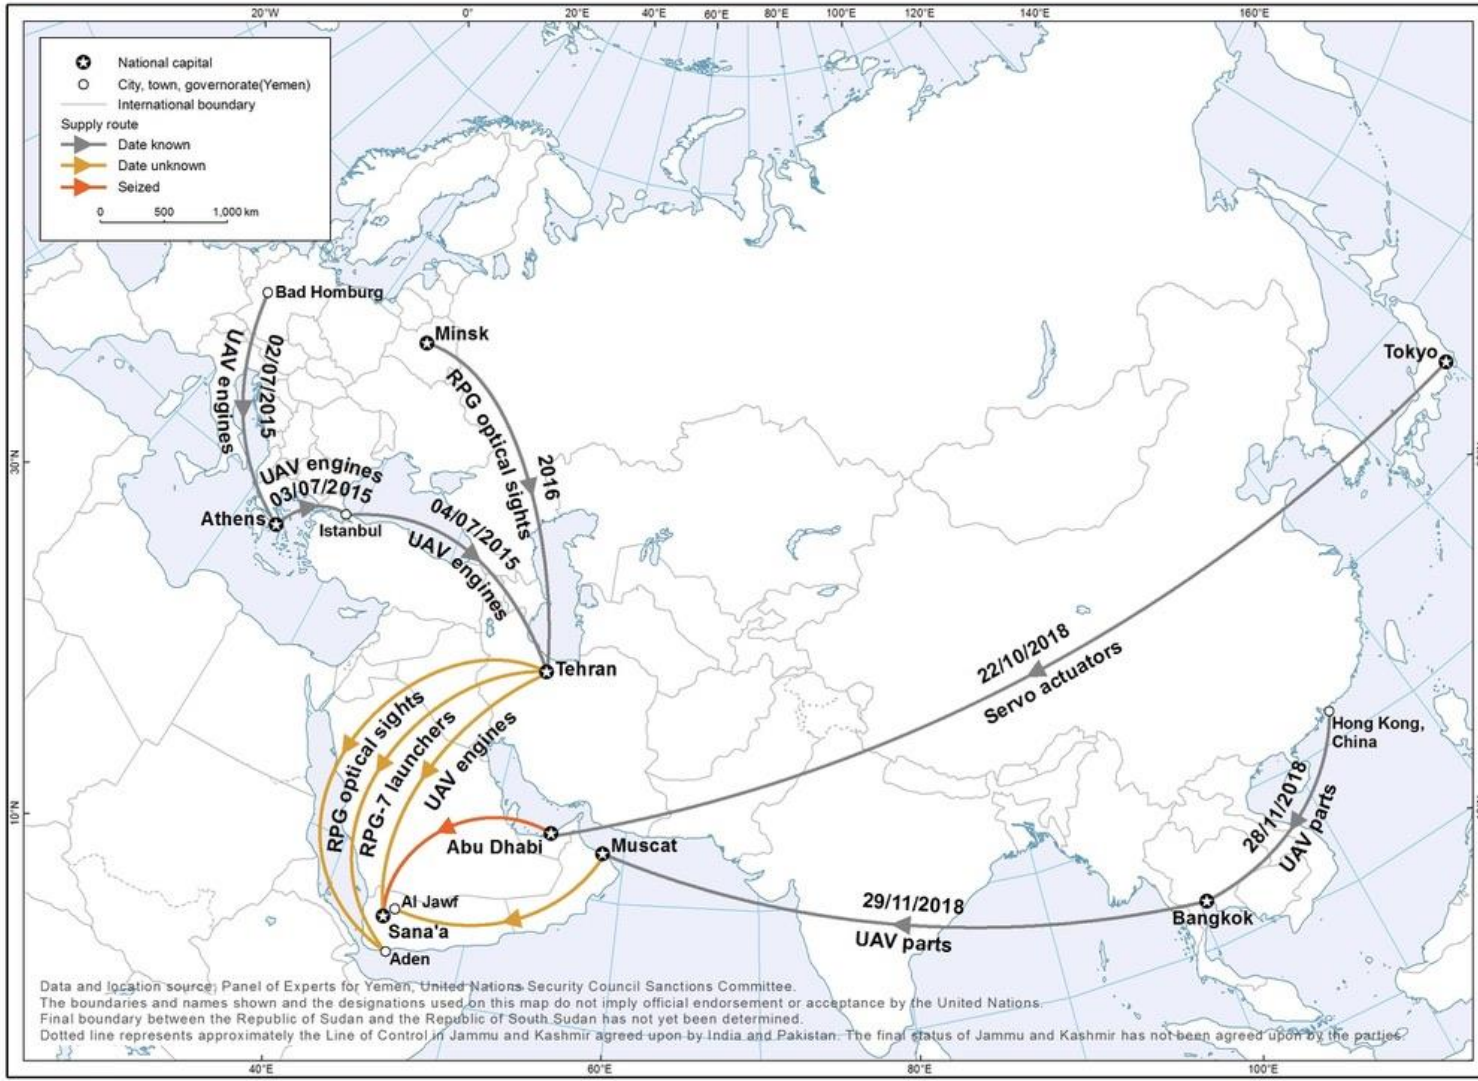 20°W 0° 20°E 40°E 60°E 80°E 100°E 120°E 140°E 160°E
National capital
City, town, governorate(Yemen)
International boundary
Supply route
Date known
Date unknown
Seized
0 500 1,000 km
Bad Homburg
Minsk
Tokyo
02/07/2015
UAV engines
RPG optical sights
2016
30°N
UAV engines
03/07/2015
Athens
Istanbul
04/07/2015
UAV engines
22/10/2018
Servo actuators
Tehran
Hong Kong,
China
RPG optical sights
RPG-7 launchers
UAV engines
28/11/2018
UAV parts
10°N
Abu Dhabi
Muscat
Al Jawf
Sana'a
Aden
29/11/2018
UAV parts
Bangkok
Data and location source: Panel of Experts for Yemen, United Nations Security Council Sanctions Committee.
The boundaries and names shown and the designations used on this map do not imply official endorsement or acceptance by the United Nations.
Final boundary between the Republic of Sudan and the Republic of South Sudan has not yet been determined.
Dotted line represents approximately the Line of Control in Jammu and Kashmir agreed upon by India and Pakistan. The final status of Jammu and Kashmir has not been agreed upon by the parties.
40°E 60°E 80°E 100°E